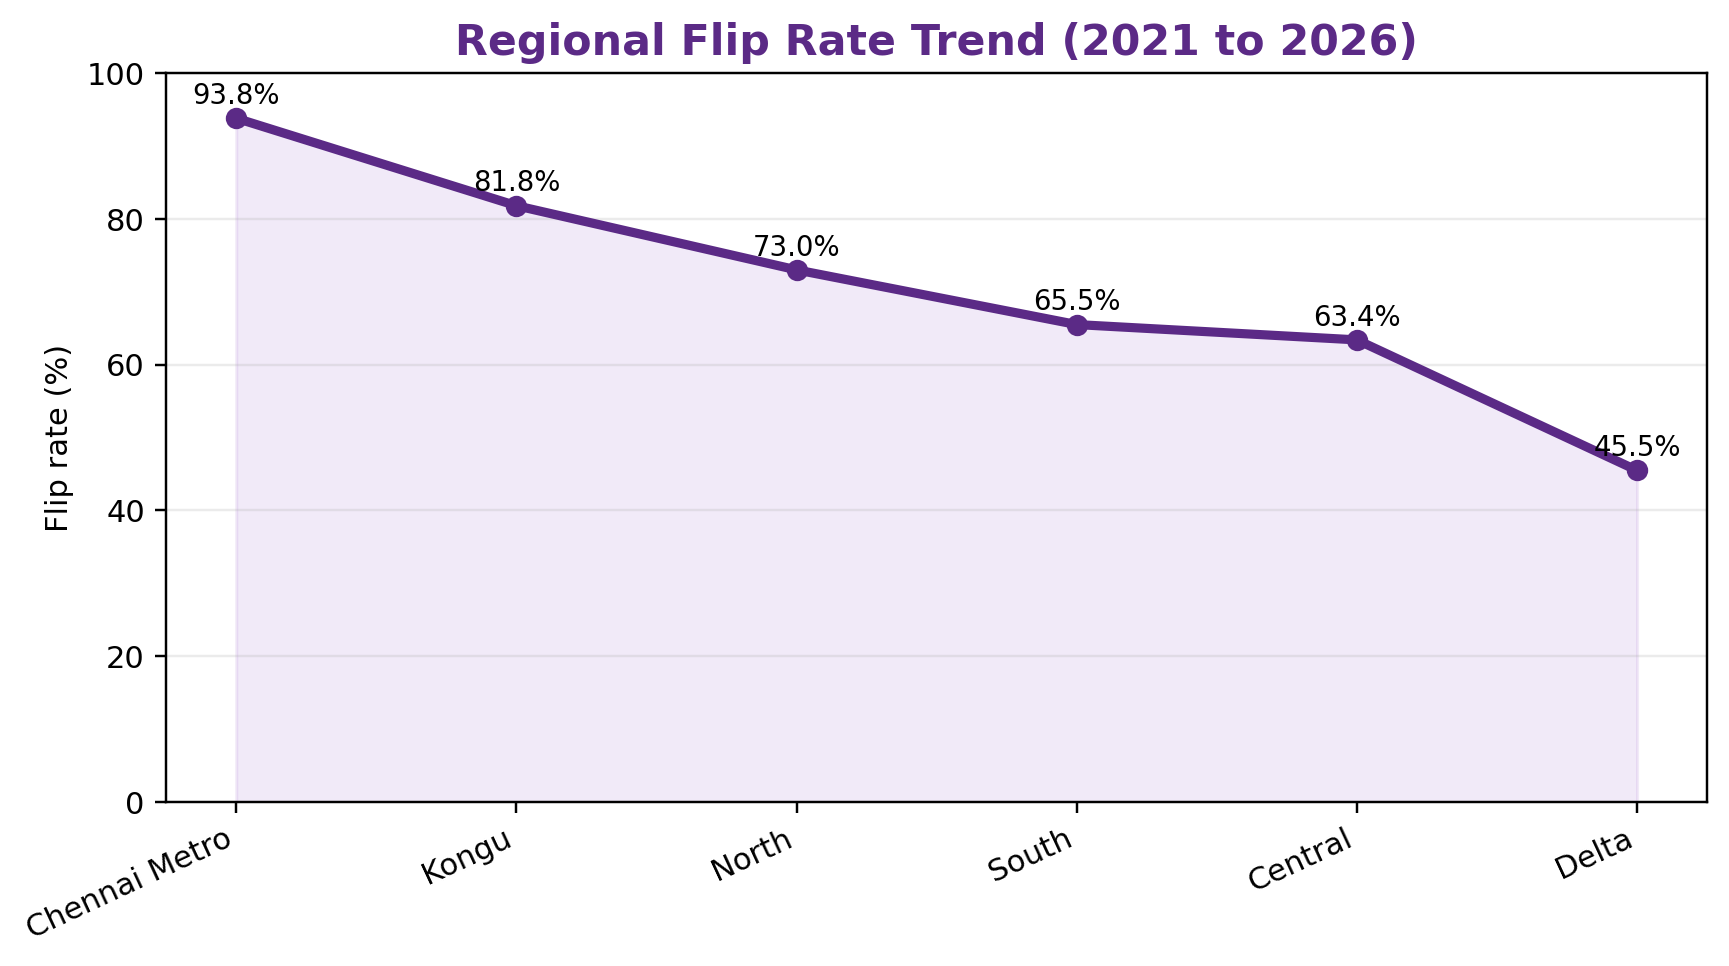 Regional Flip Rate Trend (2021 to 2026)
100
80
60
40
20
0
Flip rate (%)
93.8%
81.8%
73.0%
65.5%
63.4%
45.5%
Chennai Metro
Kongu
North
South
Central
Delta